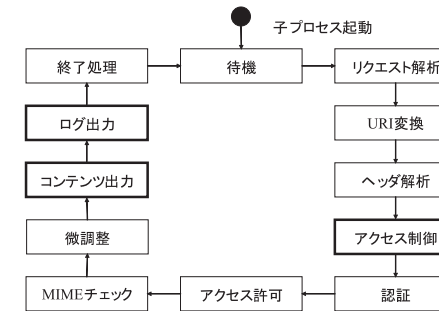 子プロセス起動
終了処理
待機
リクエスト解析
ログ出力
URI変換
コンテンツ出力
ヘッダ解析
微調整
アクセス制御
MIMEチェック
アクセス許可
認証